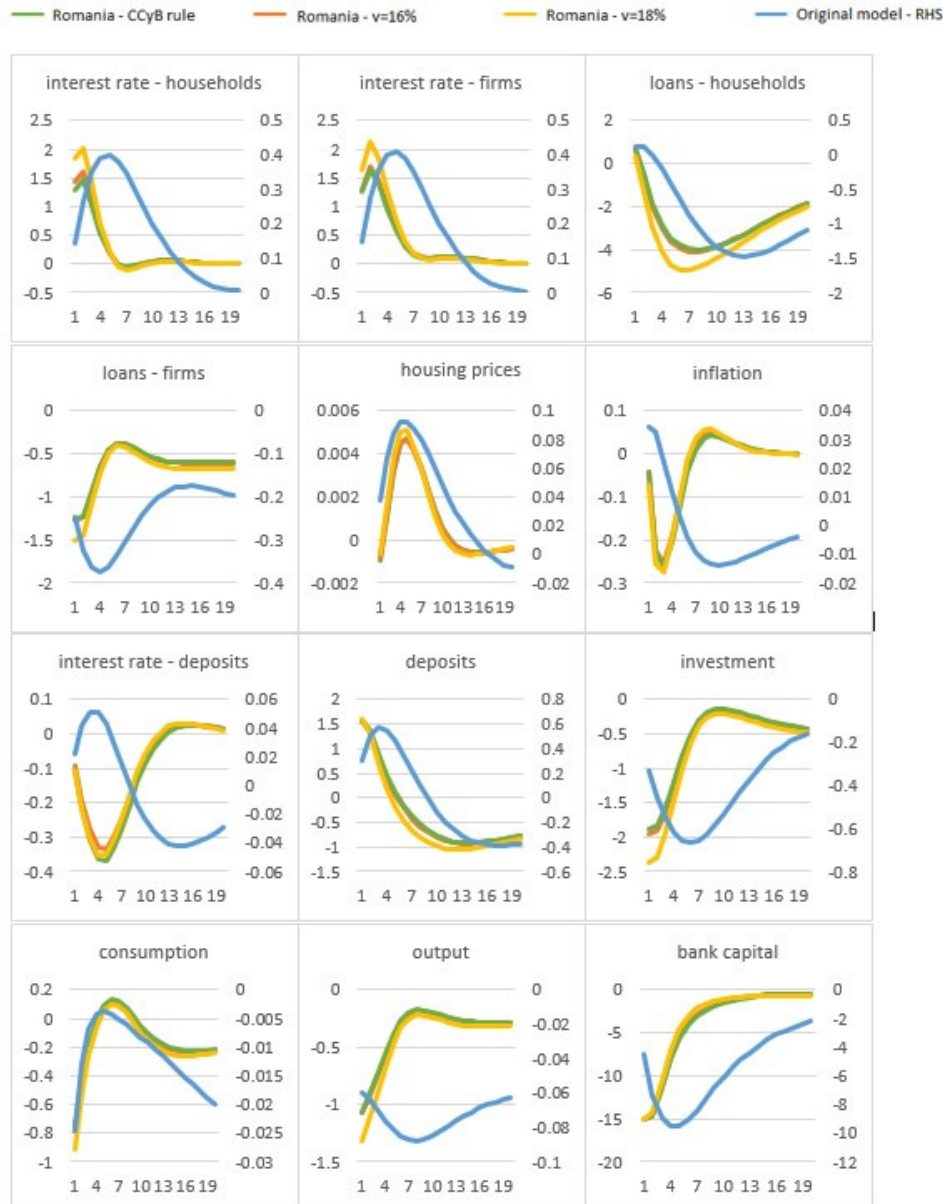 Romania - CCyB rule Romania - v=16% Romania - v=18% Original model - RHS
interest rate - households interest rate - firms loans - households
2.5 0.5 2.5 0.5 2 0.5
2 0.4 2 0.4 0 0
1.5 0.3 1.5 0.3 -0.5
1 1 -2
0.5 0.2 0.5 0.2 -1
0 0.1 0 0.1 -4 -1.5
-0.5 0 -0.5 0 -6 -2
1 4 7 10 13 16 19 1 4 7 10 13 16 19 1 4 7 10 13 16 19
loans - firms housing prices inflation
0 0 0.006 0.1 0.1 0.04
-0.5 -0.1 0.004 0.08 0 0.03
0.06 0.02
-1 -0.2 0.002 0.04 -0.1 0.01
-1.5 -0.3 0 0.02 -0.2 0
0 -0.01
-2 -0.4 -0.002 -0.02 -0.3 -0.02
1 4 7 10 13 16 19 1 4 7 10 13 16 19 1 4 7 10 13 16 19
interest rate - deposits deposits investment
0.1 0.06 2 0.8 0 0
0 0.04 1.5 0.6 -0.5 -0.2
-0.1 0.02 1 0.4 -1
0 0.5 0.2 -0.4
-0.2 -0.02 0 0 -1.5
-0.3 -0.04 -0.5 -0.2 -2 -0.6
-1 -0.4
-0.4 -0.06 -1.5 -0.6 -2.5 -0.8
1 4 7 10 13 16 19 1 4 7 10 13 16 19 1 4 7 10 13 16 19
consumption output bank capital
0.2 0 0 0 0 0
0 -0.005 -0.02 -5 -2
-0.2 -0.01 -0.5 -0.04 -4
-0.4 -0.015 -10 -6
-0.6 -0.02 -1 -0.06 -8
-0.8 -0.025 -0.08 -15 -10
-1 -0.03 -1.5 -0.1 -20 -12
1 4 7 10 13 16 19 1 4 7 10 13 16 19 1 4 7 10 13 16 19